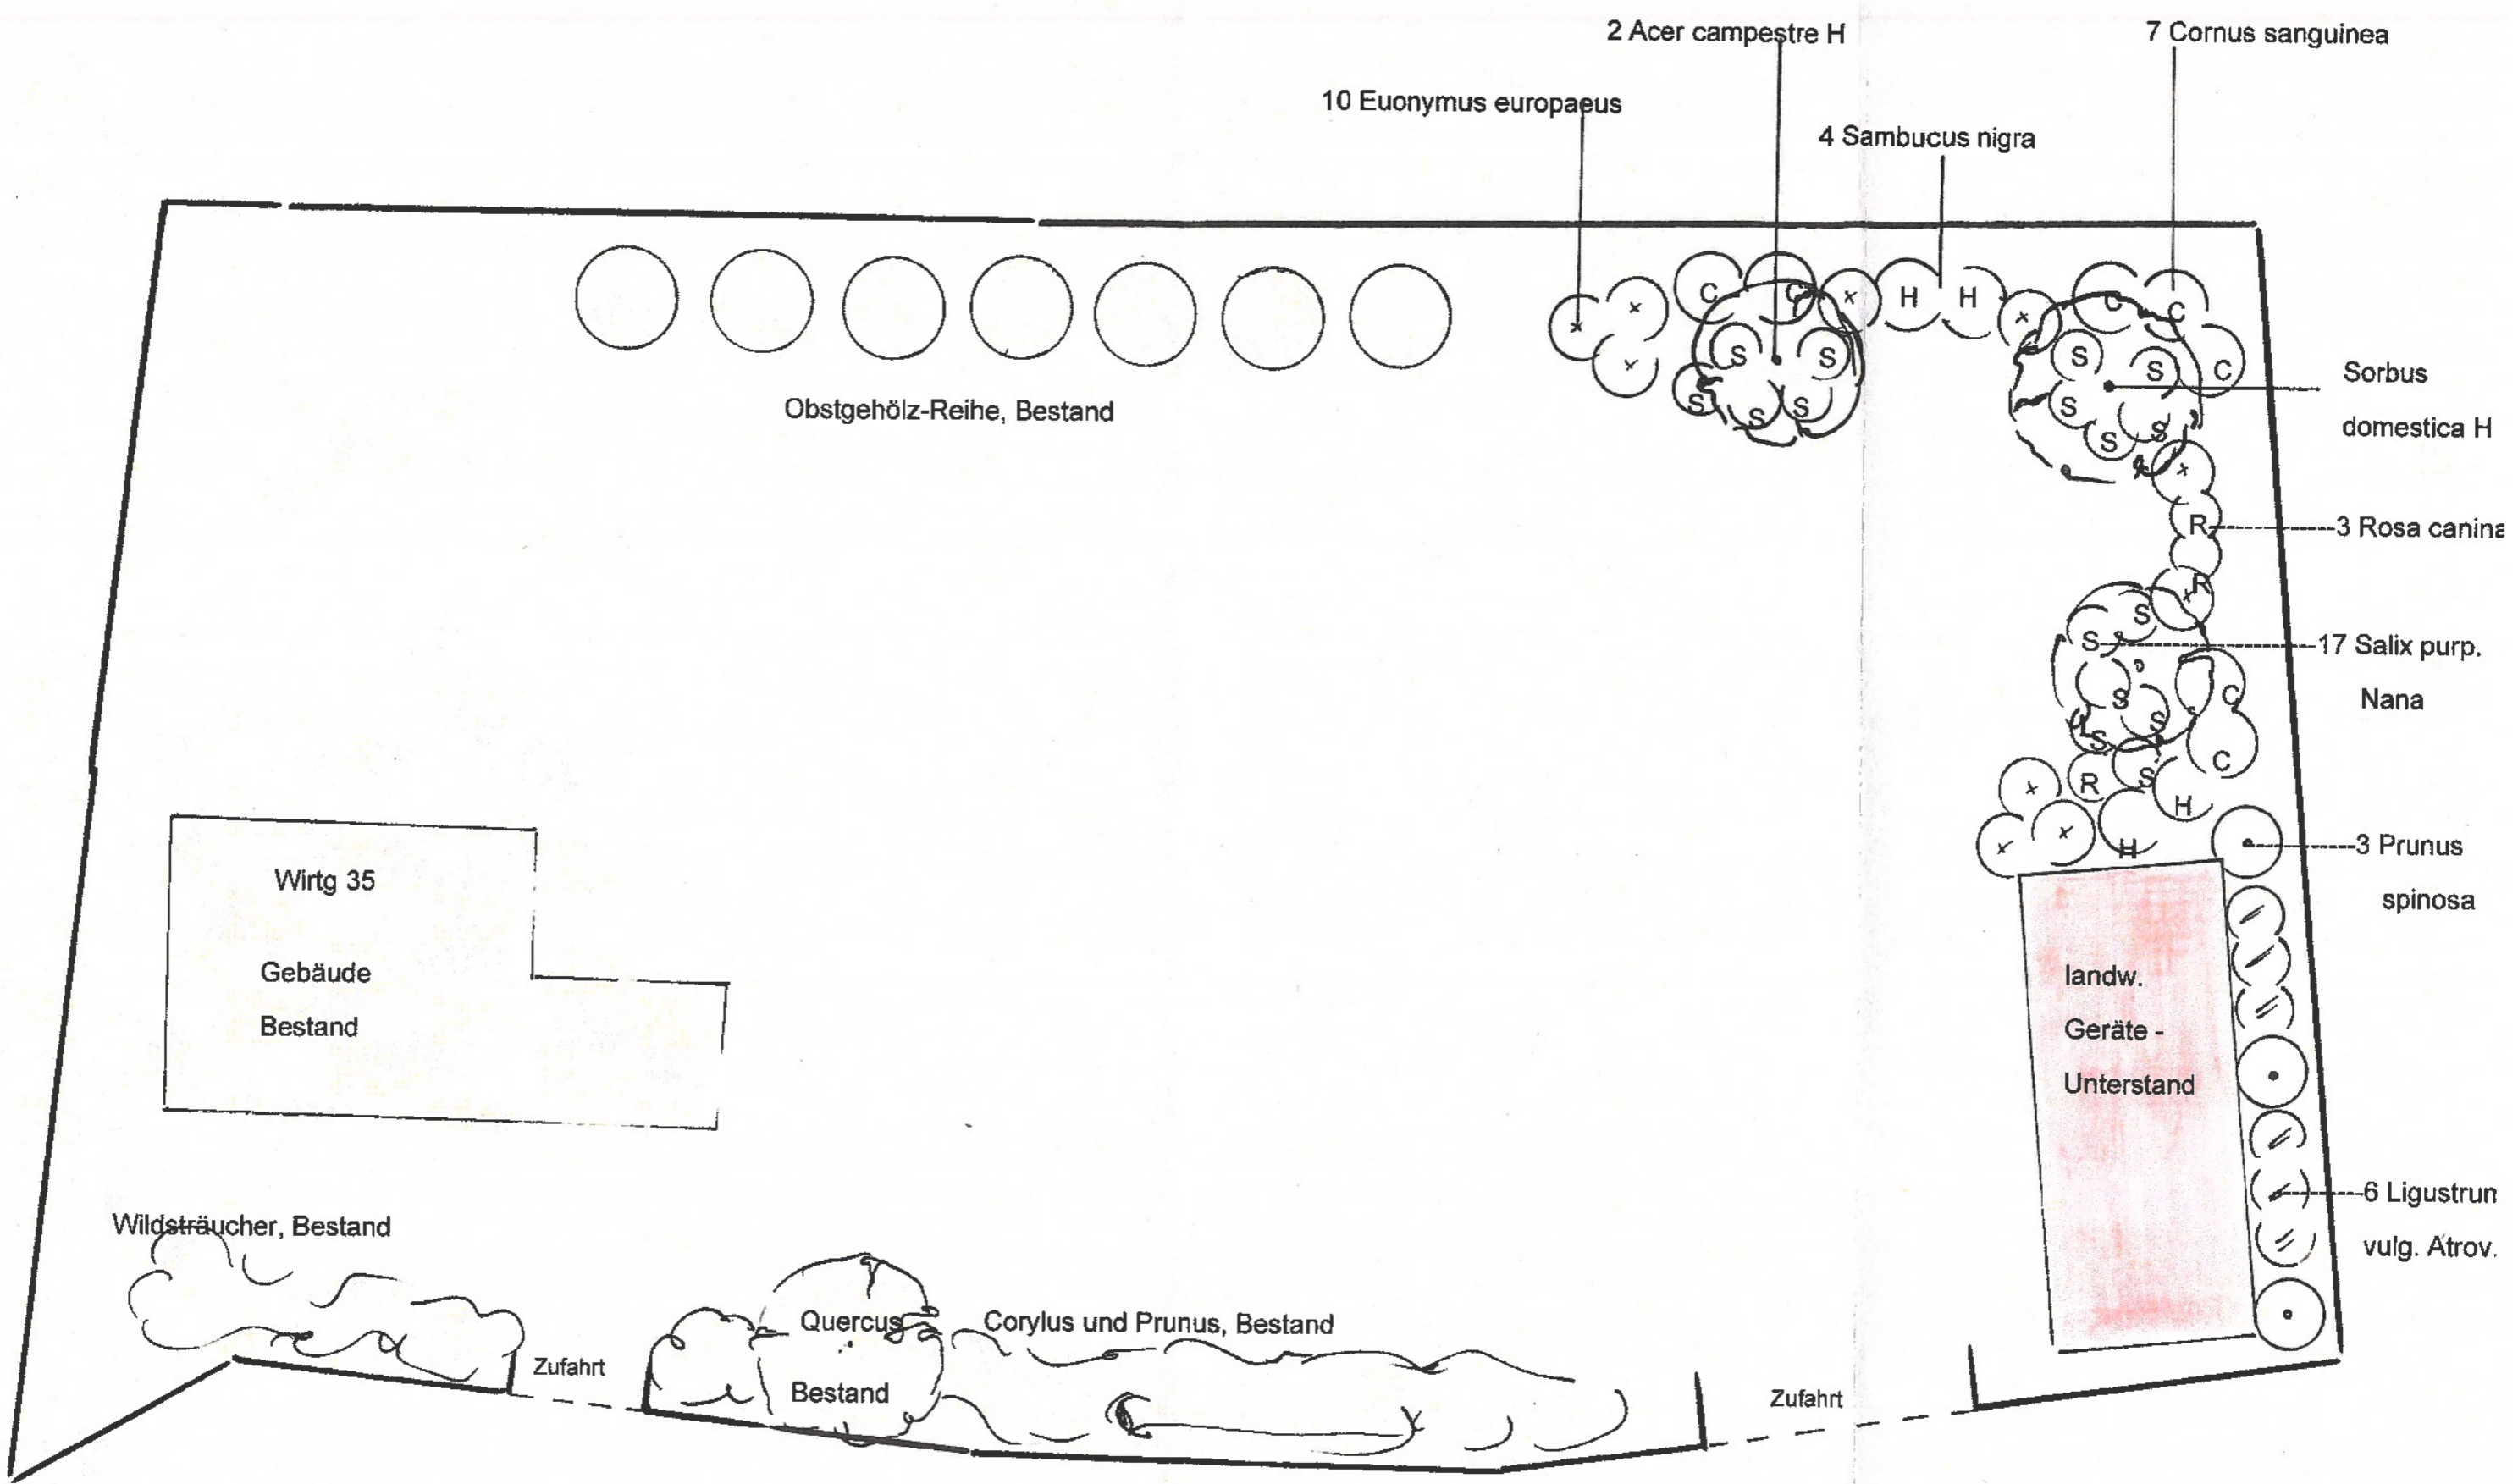 2 Acer campestre H
7 Cornus sanguinea
10 Euonymus europaeus
4 Sambucus nigra
C
C
x
H
H
x
x
x
x
C
C
S
S
S
S
S
S
S
C
S
S
S
Obstgehölz-Reihe, Bestand
Sorbus
domestica H
x
R
3 Rosa canina
R
x
S
S
17 Salix purp.
Nana
S
C
S
S
C
R
S
H
x
x
x
H
3 Prunus
spinosa
Wirtg 35
Gebäude
Bestand
landw.
Geräte -
Unterstand
6 Ligustrun
vulg. Atrov.
Wildsträucher, Bestand
Quercus
Bestand
Corylus und Prunus, Bestand
Zufahrt
Zufahrt